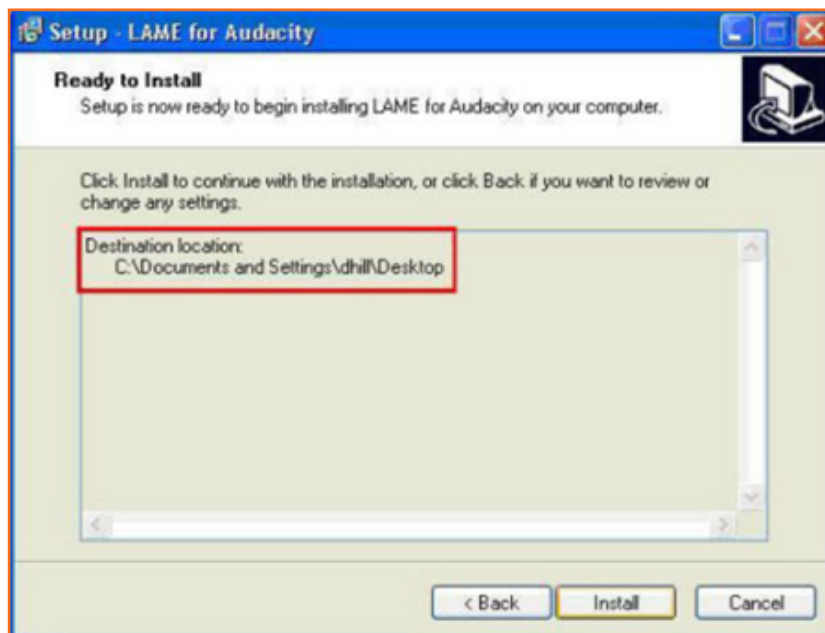 Setup - LAME for Audacity
Ready to Install
Setup is now ready to begin installing LAME for Audacity on your computer.
Click Install to continue with the installation, or click Back if you want to review or
change any settings.
Destination location:
C:\Documents and Settings\dhill\Desktop
< Back
Install
Cancel